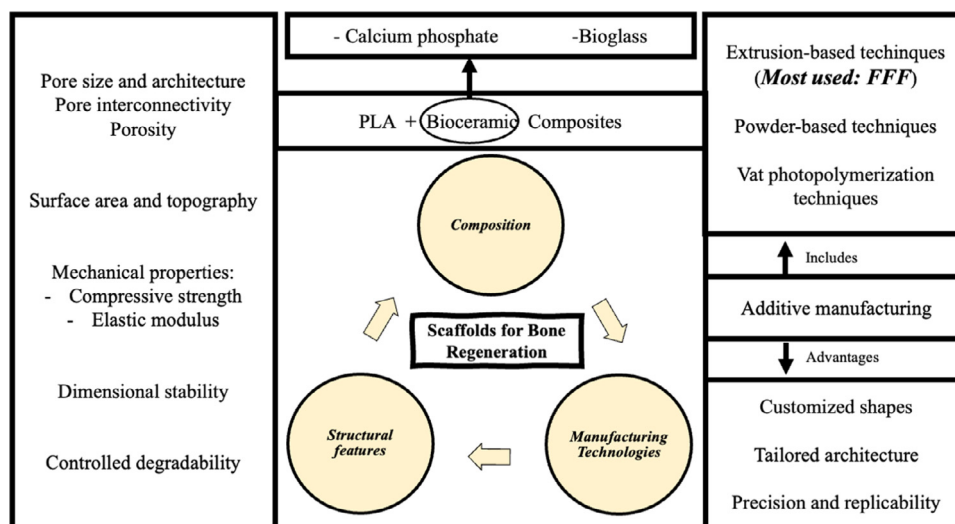 Pore size and architecture
Pore interconnectivity
Porosity
Surface area and topography
Mechanical properties:
- Compressive strength
- Elastic modulus
Dimensional stability
Controlled degradability
- Calcium phosphate -Bioglass
PLA + Bioceramic Composites
Composition
Scaffolds for Bone
Regeneration
Structural
features
Manufacturing
Technologies
Extrusion-based techinques
(Most used: FFF)
Powder-based techniques
Vat photopolymerization
techniques
Includes
Additive manufacturing
Advantages
Customized shapes
Tailored architecture
Precision and replicability